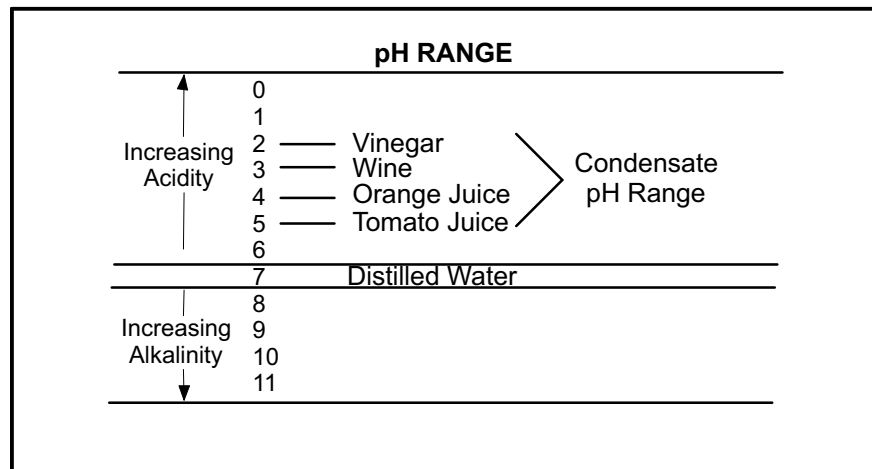 pH RANGE
0
1
2 Vinegar
3 Wine
4 Orange Juice
5 Tomato Juice
6
Increasing
Acidity
Condensate
pH Range
7 Distilled Water
8
9
10
11
Increasing
Alkalinity